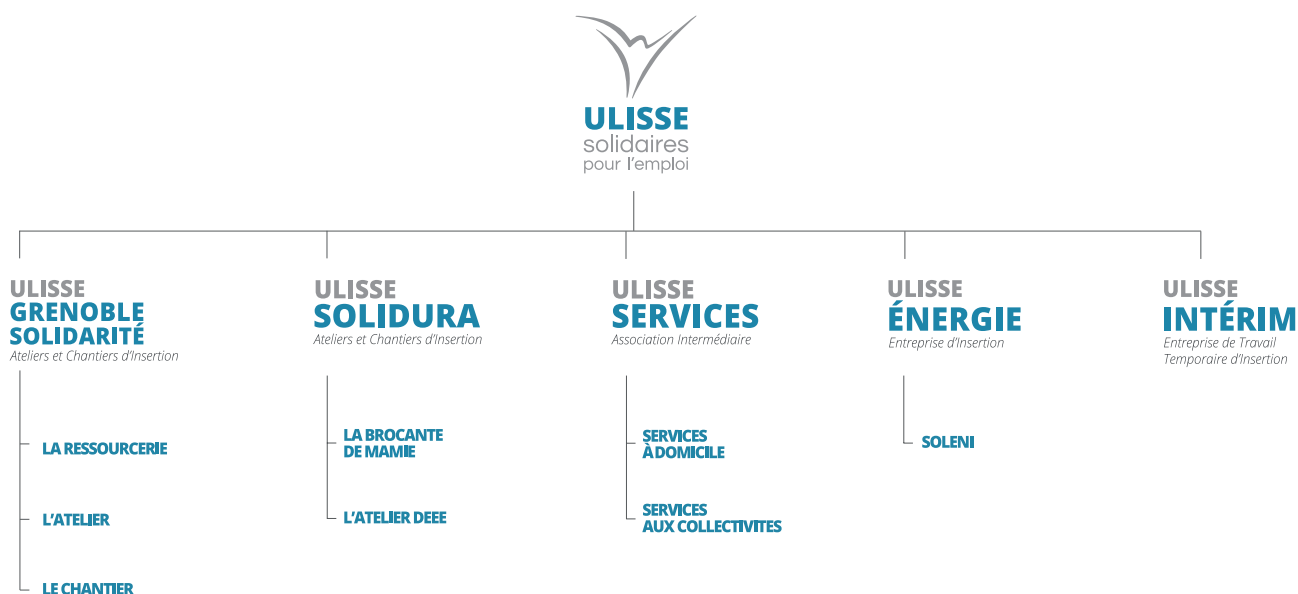 ULISSE
solidaires
pour l'emploi
ULISSE
GRENOBLE
SOLIDARITÉ
Ateliers et Chantiers d'Insertion
LA RESSOURCERIE
L'ATELIER
LE CHANTIER
ULISSE
SOLIDURA
Ateliers et Chantiers d'Insertion
LA BROCANTE
DE MAMIE
L'ATELIER DEEE
ULISSE
SERVICES
Association Intermédiaire
SERVICES
À DOMICILE
SERVICES
AUX COLLECTIVITES
ULISSE
ÉNERGIE
Entreprise d'Insertion
SOLENI
ULISSE
INTÉRIM
Entreprise de Travail
Temporaire d'Insertion